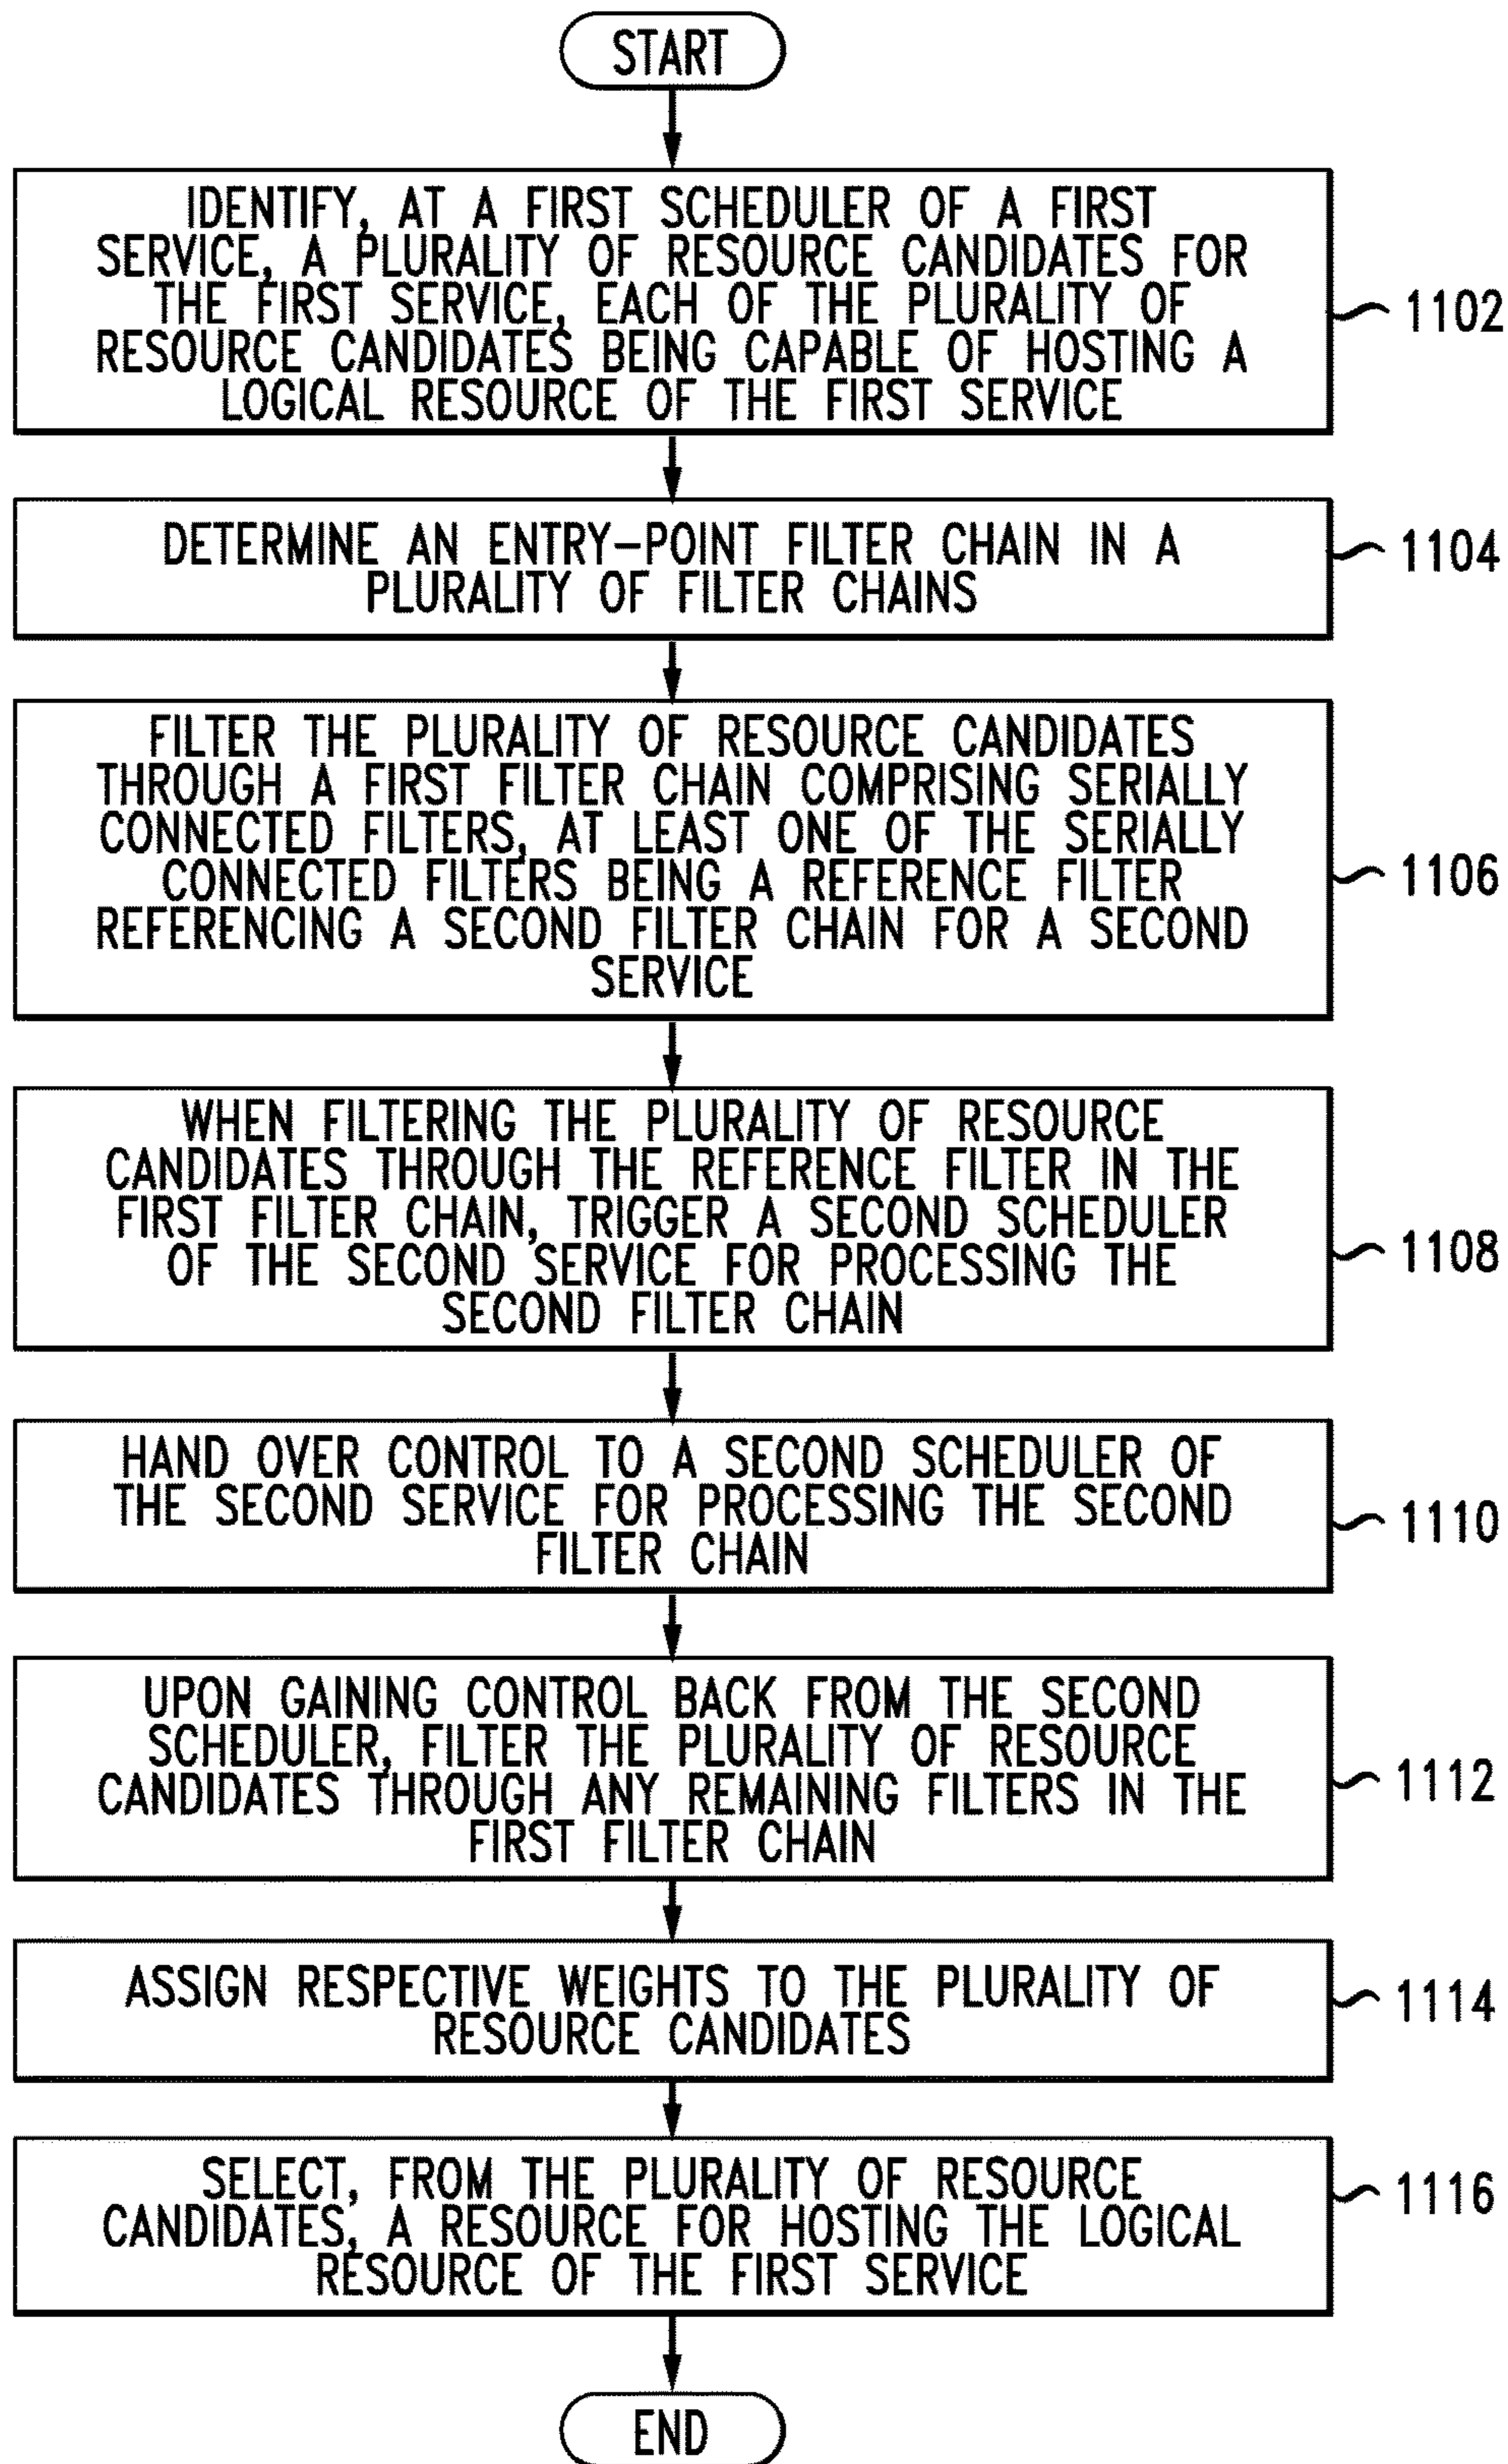 START
IDENTIFY, AT A FIRST SCHEDULER OF A FIRST
SERVICE, A PLURALITY OF RESOURCE CANDIDATES FOR
THE FIRST SERVICE, EACH OF THE PLURALITY OF
RESOURCE CANDIDATES BEING CAPABLE OF HOSTING A
LOGICAL RESOURCE OF THE FIRST SERVICE
1102
DETERMINE AN ENTRY-POINT FILTER CHAIN IN A
PLURALITY OF FILTER CHAINS
1104
FILTER THE PLURALITY OF RESOURCE CANDIDATES
THROUGH A FIRST FILTER CHAIN COMPRISING SERIALLY
CONNECTED FILTERS, AT LEAST ONE OF THE SERIALLY
CONNECTED FILTERS BEING A REFERENCE FILTER
REFERENCING A SECOND FILTER CHAIN FOR A SECOND
SERVICE
1106
WHEN FILTERING THE PLURALITY OF RESOURCE
CANDIDATES THROUGH THE REFERENCE FILTER IN THE
FIRST FILTER CHAIN, TRIGGER A SECOND SCHEDULER
OF THE SECOND SERVICE FOR PROCESSING THE
SECOND FILTER CHAIN
1108
HAND OVER CONTROL TO A SECOND SCHEDULER OF
THE SECOND SERVICE FOR PROCESSING THE SECOND
FILTER CHAIN
1110
UPON GAINING CONTROL BACK FROM THE SECOND
SCHEDULER, FILTER THE PLURALITY OF RESOURCE
CANDIDATES THROUGH ANY REMAINING FILTERS IN THE
FIRST FILTER CHAIN
1112
ASSIGN RESPECTIVE WEIGHTS TO THE PLURALITY OF
RESOURCE CANDIDATES
1114
SELECT, FROM THE PLURALITY OF RESOURCE
CANDIDATES, A RESOURCE FOR HOSTING THE LOGICAL
RESOURCE OF THE FIRST SERVICE
1116
END